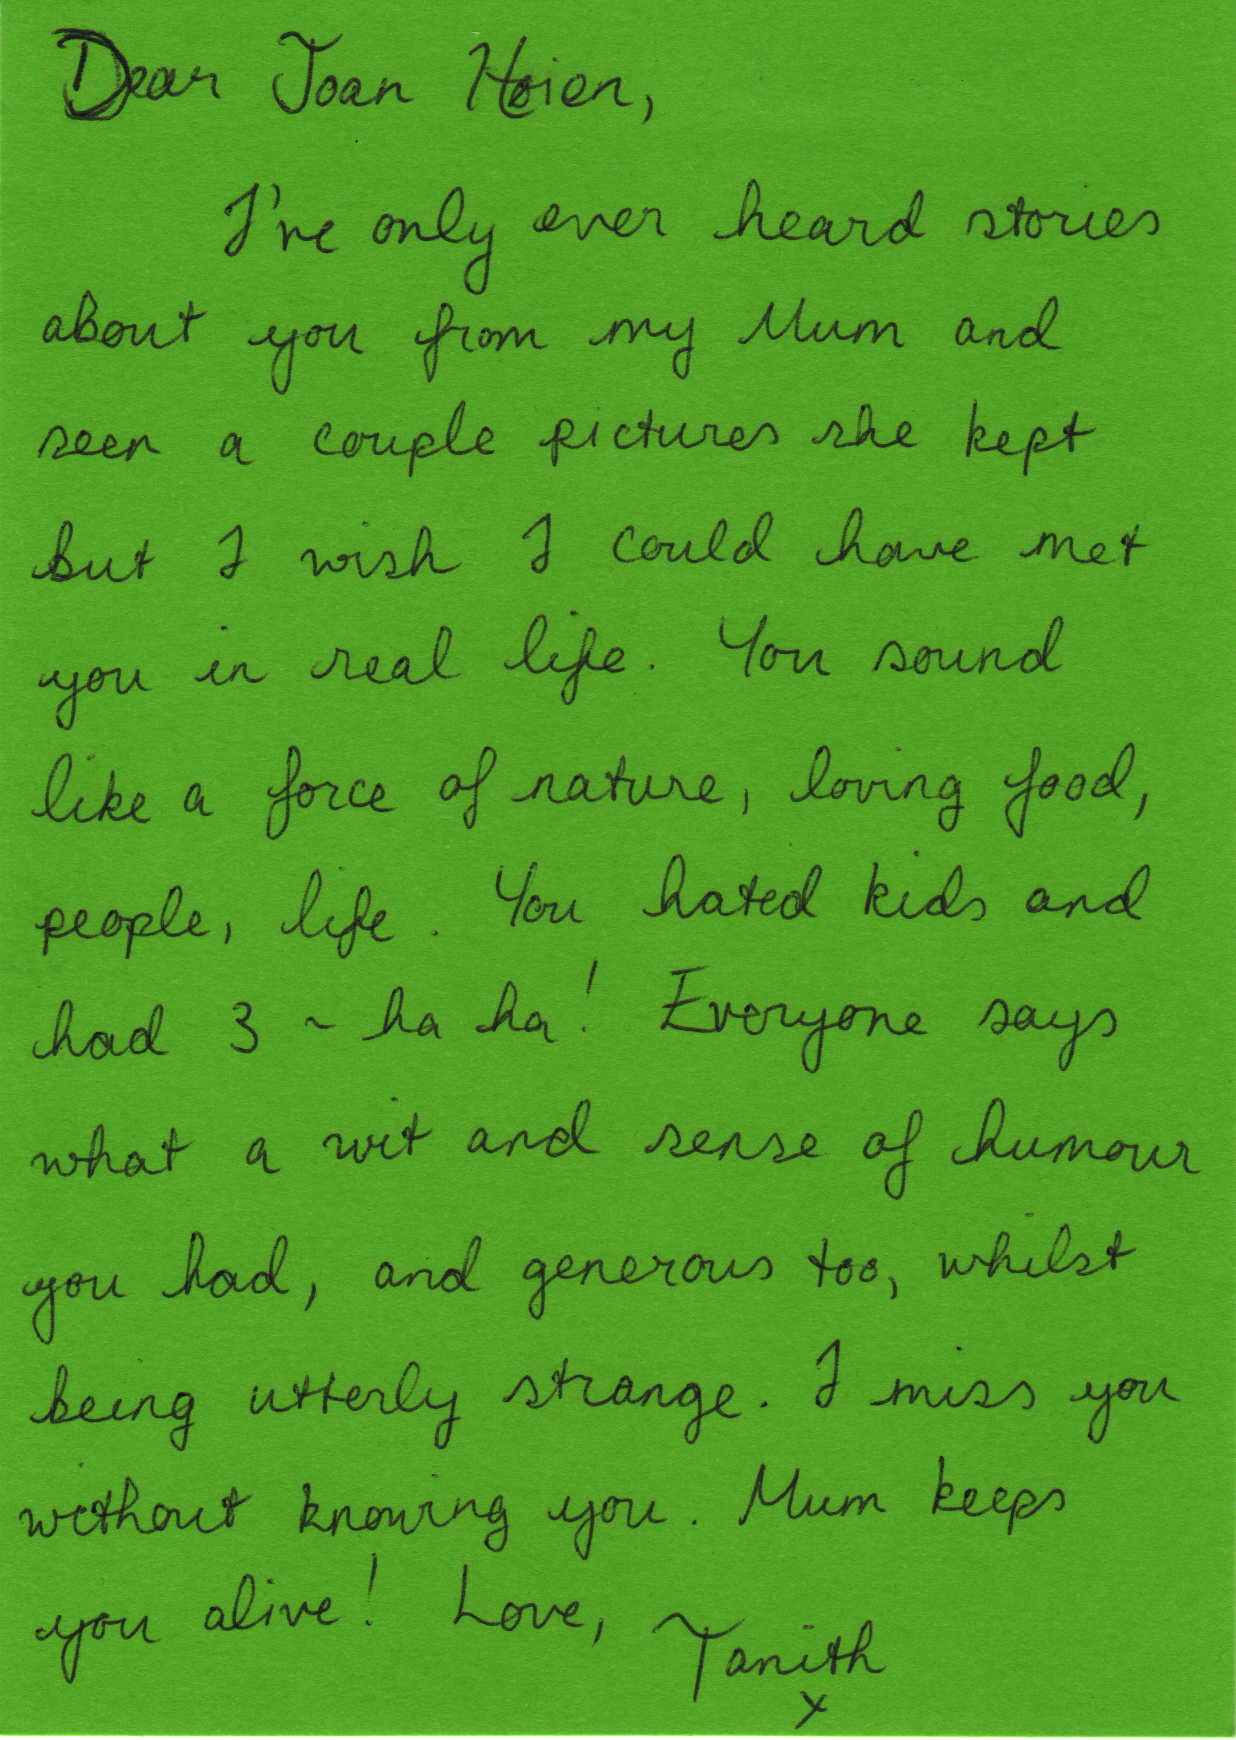 Dear Joan Hsien,
I've only ever heard stories
about you from my Mum and
seen a couple pictures she kept
but I wish I could have met
you in real life. You sound
like a force of nature, loving food,
people, life. You hated kids and
had 3 ~ ha ha! Everyone says
what a wit and sense of humour
you had, and generous too, whilst
being utterly strange. I miss you
without knowing you. Mum keeps
you alive! Love,
Tanith
x